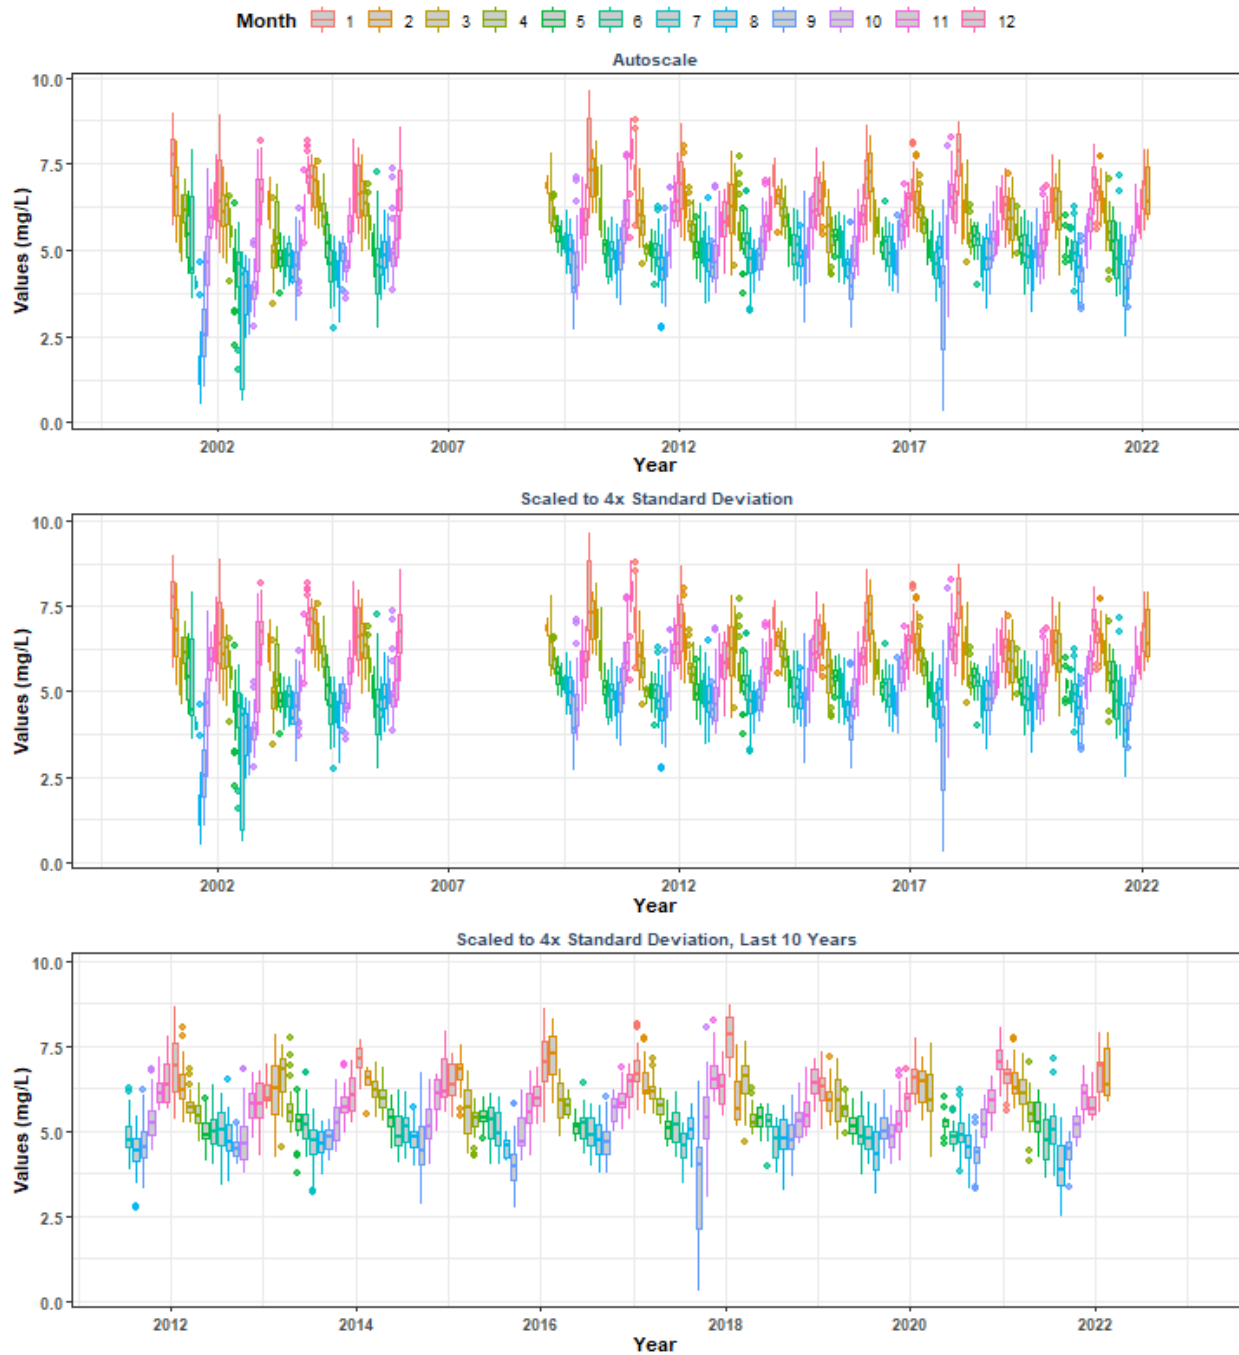 Month 1 2 3 4 5 6 7 8 9 10 11 12
Autoscale
10.0
7.5
Values (mg/L)
5.0
2.5
0.0
2002 2007 2012 2017 2022
Year
Scaled to 4x Standard Deviation
10.0
7.5
Values (mg/L)
5.0
2.5
0.0
2002 2007 2012 2017 2022
Year
Scaled to 4x Standard Deviation, Last 10 Years
10.0
7.5
Values (mg/L)
5.0
2.5
0.0
2012 2014 2016 2018 2020 2022
Year